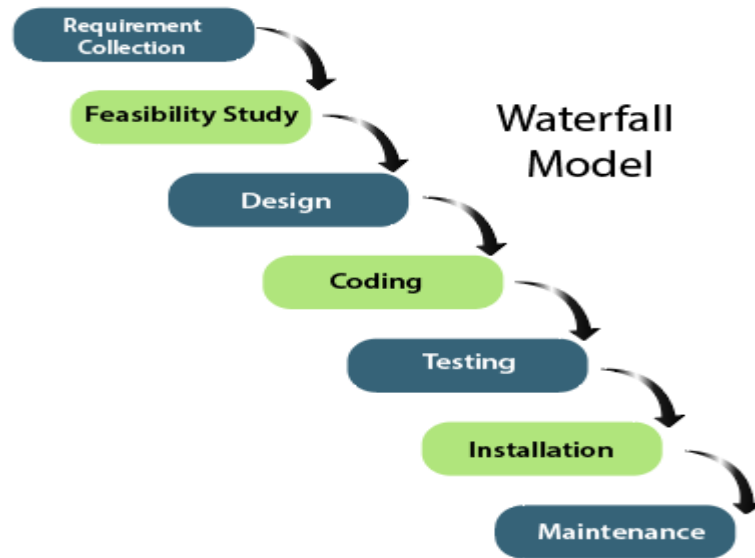 Requirement
Collection
Feasibility Study
Waterfall
Model
Design
Coding
Testing
Installation
Maintenance